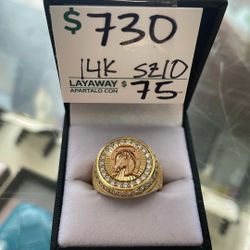 $ 730
14K SZ10
LAYAWAY
APARTALO CON $ 75